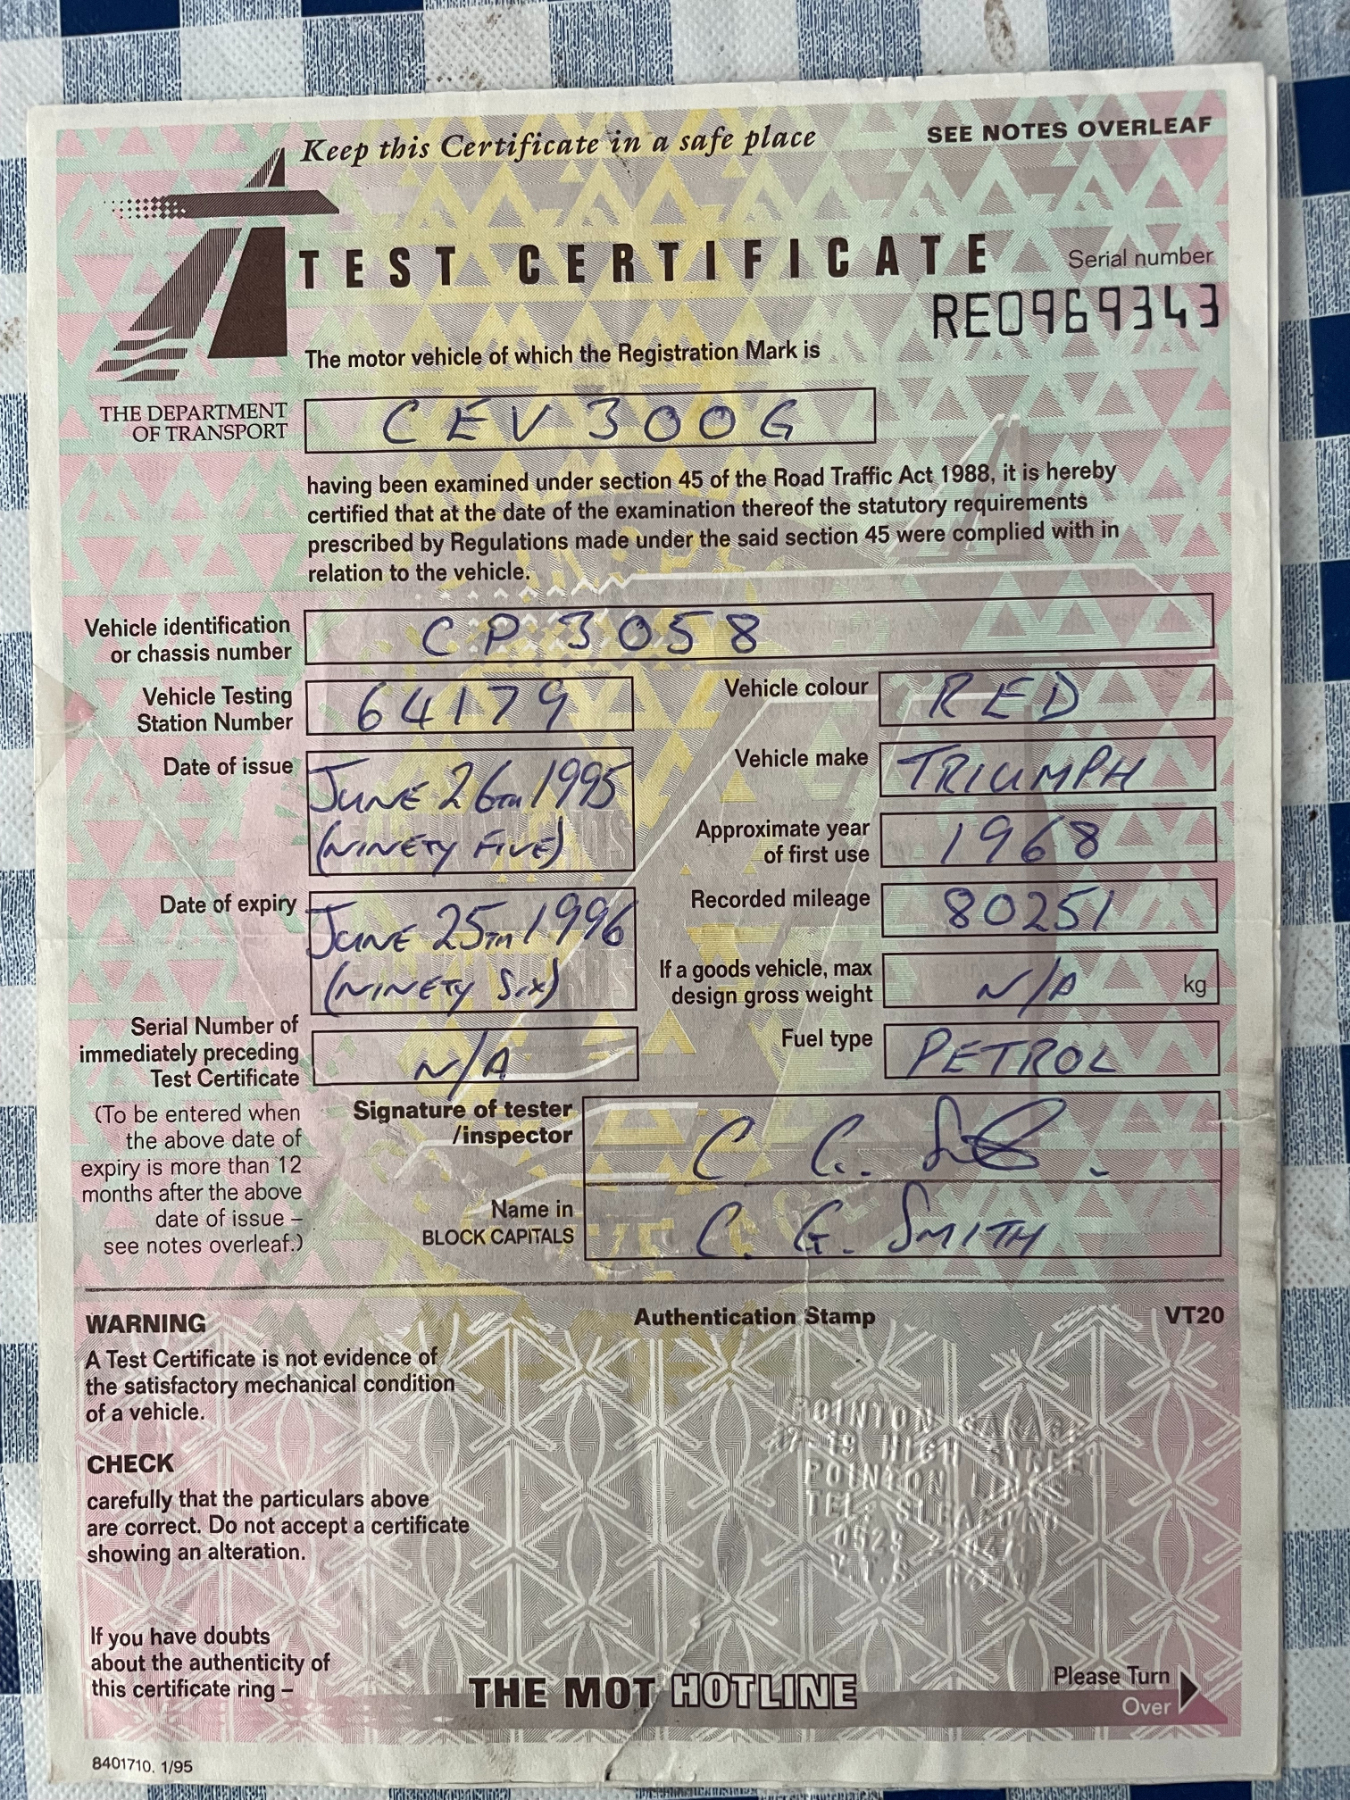 Keep this Certificate in a safe place
SEE NOTES OVERLEAF
TEST CERTIFICATE
Serial number
RE0969343
THE DEPARTMENT
OF TRANSPORT
The motor vehicle of which the Registration Mark is
CEV 300G
having been examined under section 45 of the Road Traffic Act 1988, it is hereby
certified that at the date of the examination thereof the statutory requirements
prescribed by Regulations made under the said section 45 were complied with in
relation to the vehicle.
Vehicle identification
or chassis number
CP 3058
Vehicle Testing
Station Number
64179
Vehicle colour
RED
Date of issue
JUNE 26TH 1995
(NINETY FIVE)
Vehicle make
TRIUMPH
Approximate year
of first use
1968
Date of expiry
JUNE 25TH 1996
(NINETY SIX)
Recorded mileage
80251
If a goods vehicle, max
design gross weight
N/A
kg
Serial Number of
immediately preceding
Test Certificate
N/A
Fuel type
PETROL
(To be entered when
the above date of
expiry is more than 12
months after the above
date of issue –
see notes overleaf.)
Signature of tester
/inspector
Name in
BLOCK CAPITALS
C. G. SMITH
WARNING
A Test Certificate is not evidence of
the satisfactory mechanical condition
of a vehicle.
Authentication Stamp
VT20
CHECK
carefully that the particulars above
are correct. Do not accept a certificate
showing an alteration.
POINTON GARAGE
HIGH STREET
POINTON LINCS
TEL. SLEAFORD
0529
V.T.S.
If you have doubts
about the authenticity of
this certificate ring –
THE MOT HOTLINE
Please Turn
Over
8401710. 1/95